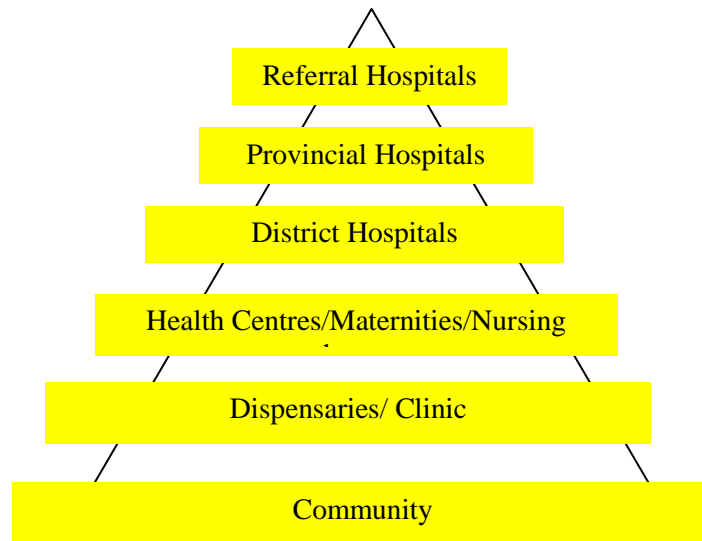 Referral Hospitals
Provincial Hospitals
District Hospitals
Health Centres/Maternities/Nursing
Dispensaries/ Clinic
Community